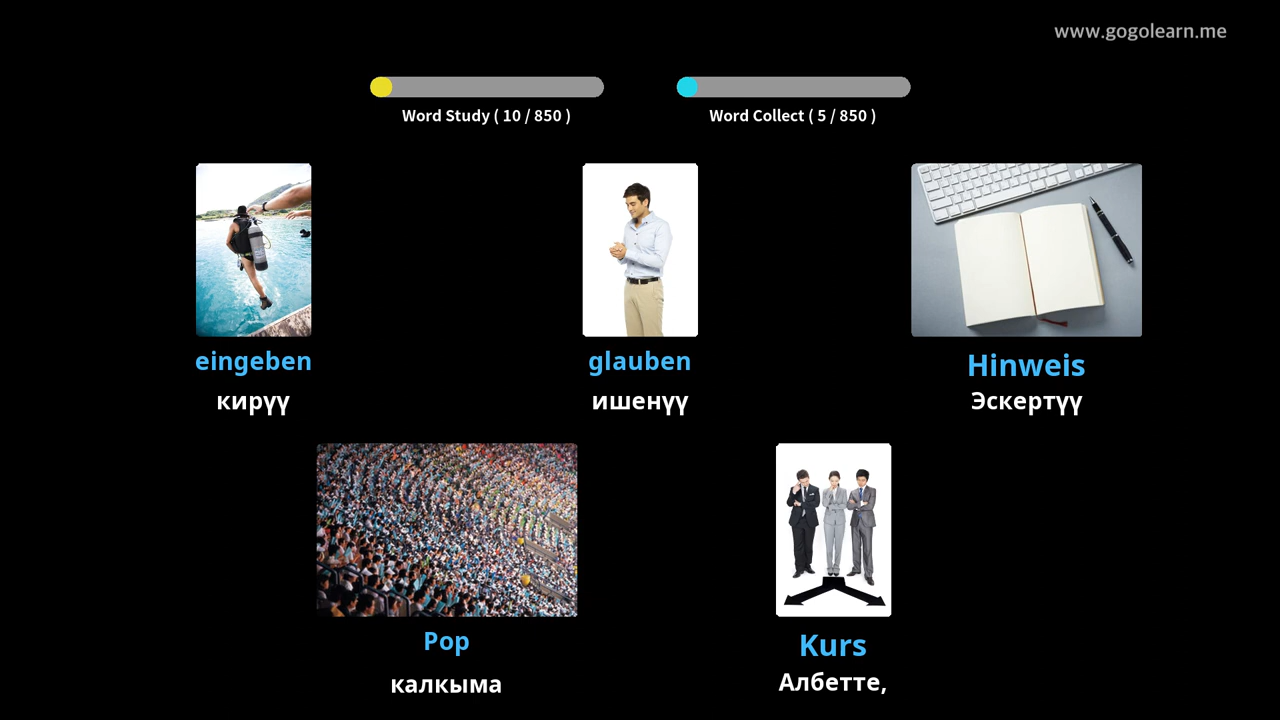 www.gogolearn.me
Word Study ( 10 / 850 )
Word Collect ( 5 / 850 )
eingeben
кирүү
glauben
ишенүү
Hinweis
Эскертүү
Pop
калкыма
Kurs
Албетте,